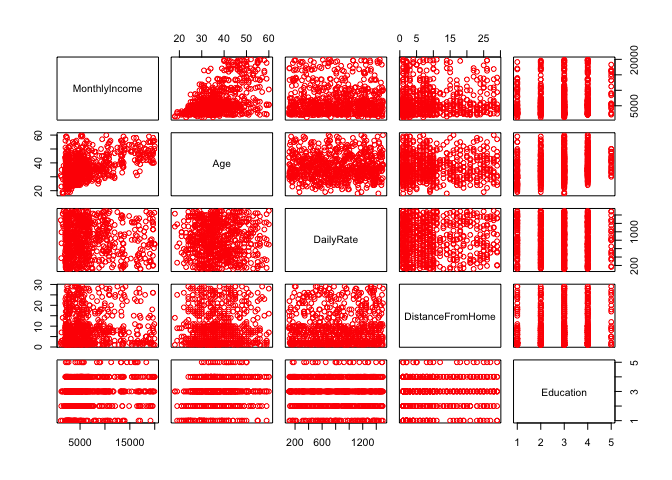 20 30 40 50 60
0 5 15 25
MonthlyIncome
5000 20000
20 40 60
Age
DailyRate
200 1000
0 10 20 30
DistanceFromHome
Education
1 3 5
5000 15000
200 600 1200
1 2 3 4 5